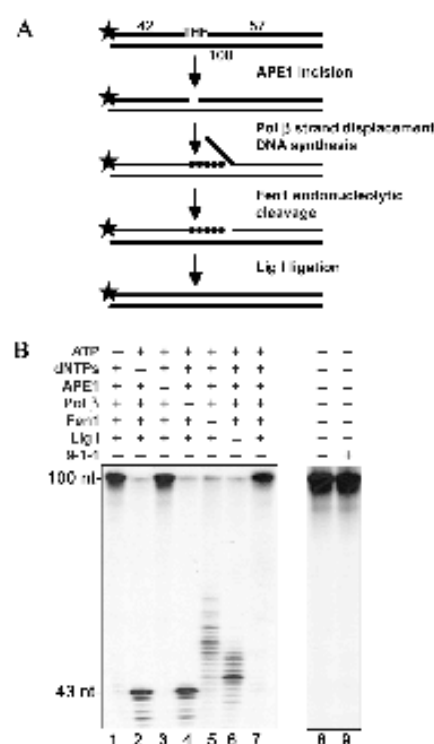 A
42 THF 57
100
APE1 incision
Pol β strand displacement
DNA synthesis
Fen1 endonucleolytic
cleavage
Lig I ligation
B
ATP − + + + + + + 
dNTPs + − + + + + + − −
APE1 + + − + + + + − −
Pol β + + + − + + + − −
Fen1 + + + + − + + − −
Lig I + + + + + − + − −
9-1-1 − − − − − − − − +
100 nt-
43 nt-
1 2 3 4 5 6 7 8 9